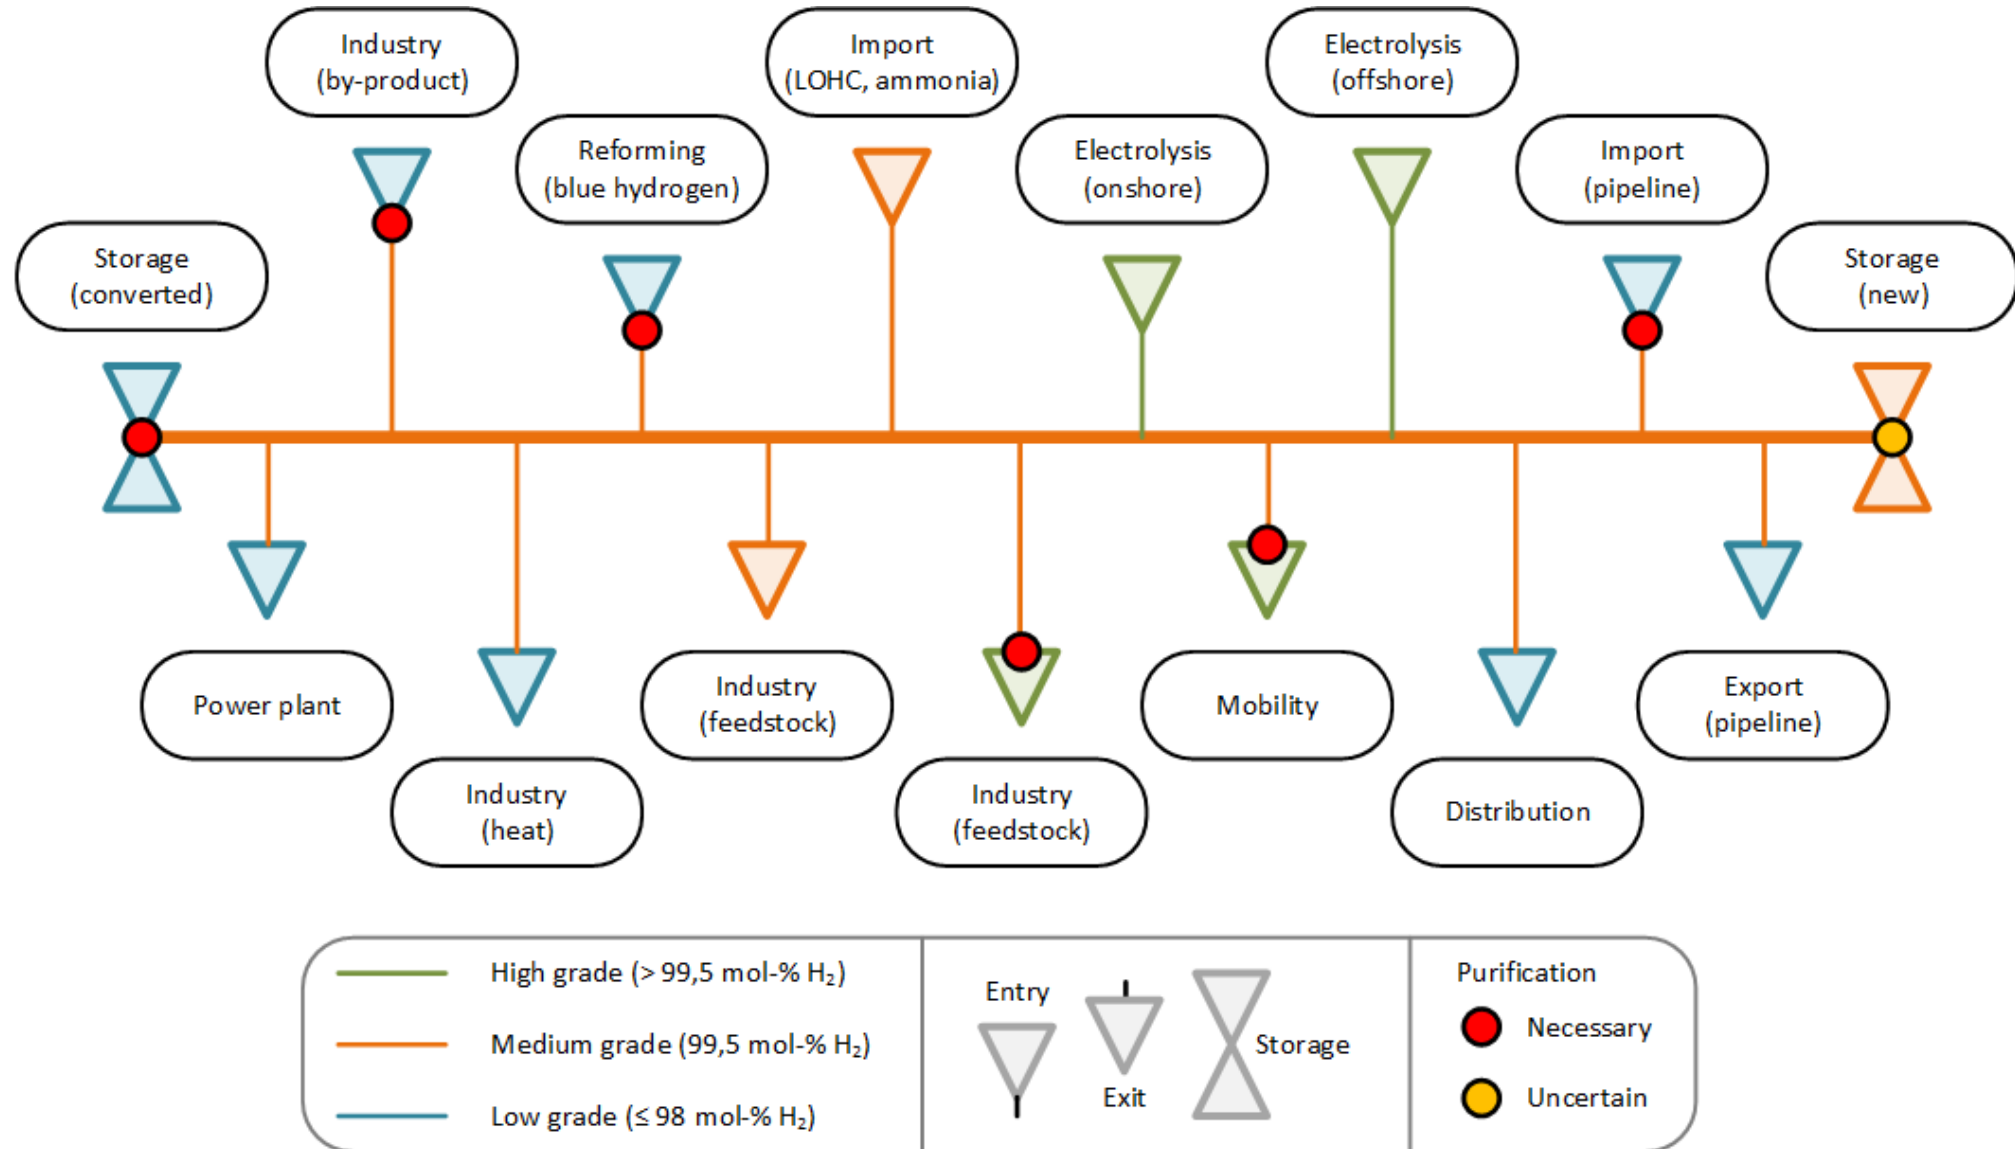 Industry
(by-product)
Import
(LOHC, ammonia)
Electrolysis
(offshore)
Reforming
(blue hydrogen)
Electrolysis
(onshore)
Import
(pipeline)
Storage
(converted)
Storage
(new)
Power plant
Industry
(feedstock)
Mobility
Export
(pipeline)
Industry
(heat)
Industry
(feedstock)
Distribution
High grade (> 99,5 mol-% H₂)
Medium grade (99,5 mol-% H₂)
Low grade (≤ 98 mol-% H₂)
Entry
Exit
Storage
Purification
Necessary
Uncertain